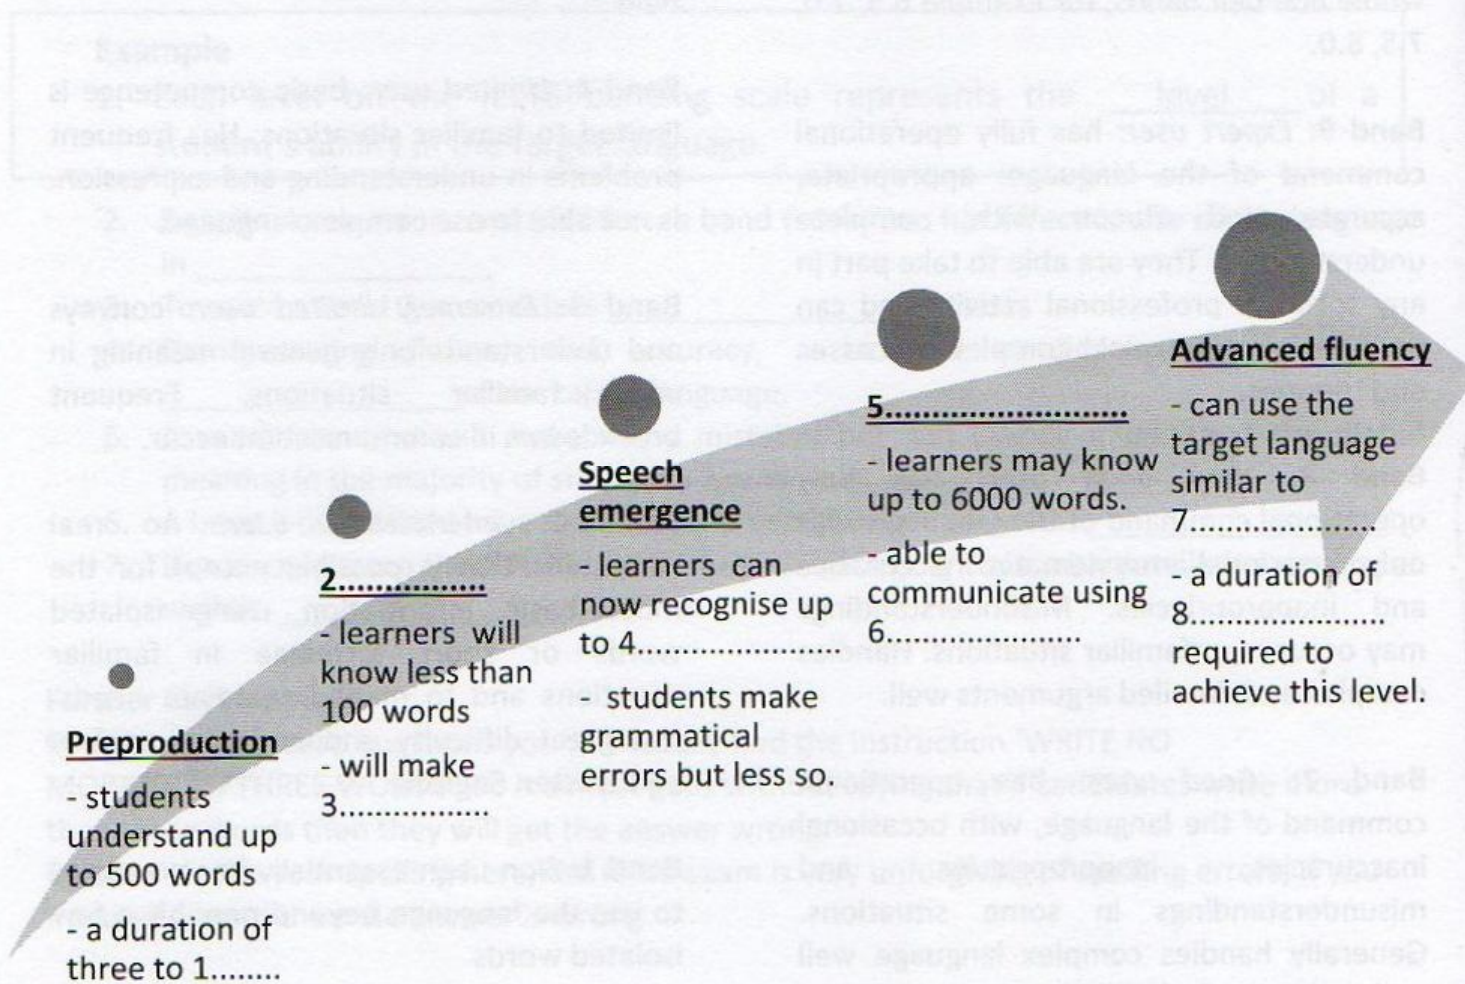 Preproduction
- students
understand up
to 500 words
- a duration of
three to 1.........
2.................
- learners will
know less than
100 words
- will make
3...................
Speech
emergence
- learners can
now recognise up
to 4.........................
- students make
grammatical
errors but less so.
5...........................
- learners may know
up to 6000 words.
- able to
communicate using
6.........................
Advanced fluency
- can use the
target language
similar to
7.........................
- a duration of
8.........................
required to
achieve this level.